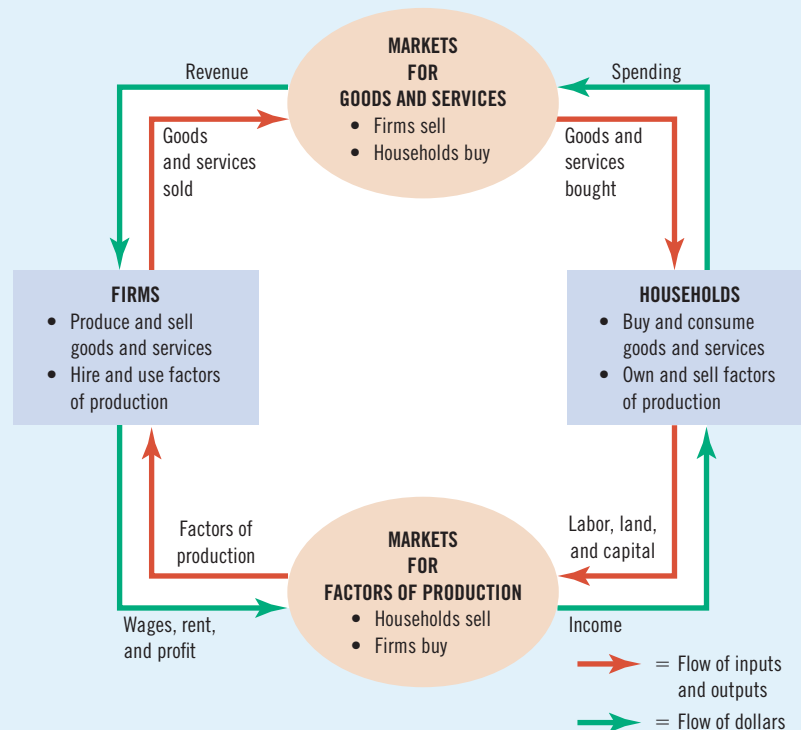 MARKETS
FOR
GOODS AND SERVICES
• Firms sell
• Households buy
Revenue
Spending
Goods
and services
sold
Goods and
services
bought
FIRMS
• Produce and sell
goods and services
• Hire and use factors
of production
HOUSEHOLDS
• Buy and consume
goods and services
• Own and sell factors
of production
Factors of
production
Labor, land,
and capital
MARKETS
FOR
FACTORS OF PRODUCTION
• Households sell
• Firms buy
Wages, rent,
and profit
Income
= Flow of inputs
and outputs
= Flow of dollars